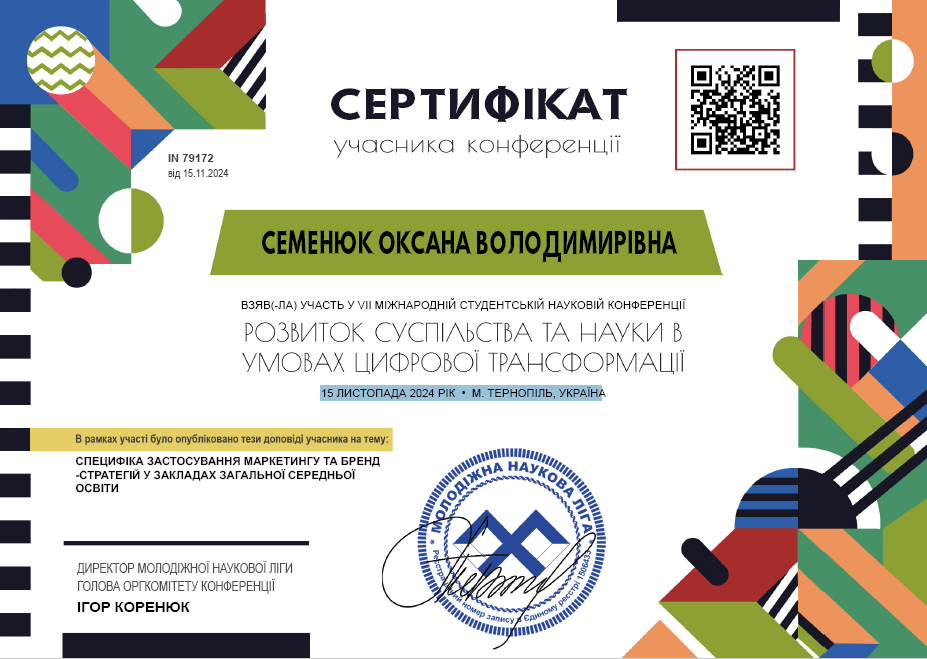 СЕРТИФІКАТ
учасника конференції
IN 79172
від 15.11.2024
СЕМЕНЮК ОКСАНА ВОЛОДИМИРІВНА
ВЗЯВ(-ЛА) УЧАСТЬ У VII МІЖНАРОДНІЙ СТУДЕНТСЬКІЙ НАУКОВІЙ КОНФЕРЕНЦІЇ
РОЗВИТОК СУСПІЛЬСТВА ТА НАУКИ В
УМОВАХ ЦИФРОВОЇ ТРАНСФОРМАЦІЇ
15 ЛИСТОПАДА 2024 РІК • М. ТЕРНОПІЛЬ, УКРАЇНА
В рамках участі було опубліковано тези доповіді учасника на тему:
СПЕЦИФІКА ЗАСТОСУВАННЯ МАРКЕТИНГУ ТА БРЕНД
-СТРАТЕГІЙ У ЗАКЛАДАХ ЗАГАЛЬНОЇ СЕРЕДНЬОЇ
ОСВІТИ
* МОЛОДІЖНА НАУКОВА ЛІГА *
Реєстраційний номер запису в Єдиному реєстрі 1506433
ДИРЕКТОР МОЛОДІЖНОЇ НАУКОВОЇ ЛІГИ
ГОЛОВА ОРГКОМІТЕТУ КОНФЕРЕНЦІЇ
ІГОР КОРЕНЮК